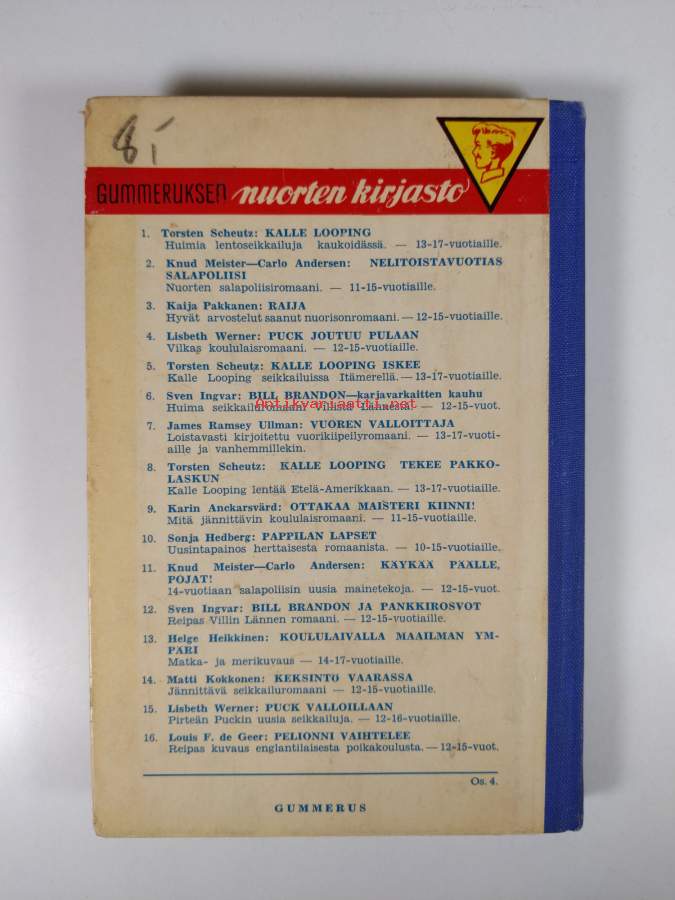 8,-
GUMMERUKSEN nuorten kirjasto
1. Torsten Scheutz: KALLE LOOPING
Huimia lentoseikkailuja kaukoidässä. — 13-17-vuotiaille.
2. Knud Meister—Carlo Andersen: NELITOISTAVUOTIAS
SALAPOLIISI
Nuorten salapoliisiromaani. — 11-15-vuotiaille.
3. Kaija Pakkanen: RAIJA
Hyvät arvostelut saanut nuorisonromaani. — 12-15-vuotiaille.
4. Lisbeth Werner: PUCK JOUTUU PULAAN
Vilkas koululaisromaani. — 12-15-vuotiaille.
5. Torsten Scheutz: KALLE LOOPING ISKEE
Kalle Looping seikkailuissa Itämerellä. — 13-17-vuotiaille.
6. Sven Ingvar: BILL BRANDON—karjavarkaitten kauhu
Huima seikkailuromaani Villistä Lännestä. — 12-15-vuot.
antikvariaatti.net
7. James Ramsey Ullman: VUOREN VALLOITTAJA
Loistavasti kirjoitettu vuorikiipeilyromaani. — 13-17-vuoti-
aille ja vanhemmillekin.
8. Torsten Scheutz: KALLE LOOPING TEKEE PAKKO-
LASKUN
Kalle Looping lentää Etelä-Amerikkaan. — 13-17-vuotiaille.
9. Karin Anckarsvärd: OTTAKAA MAISTERI KIINNI!
Mitä jännittävin koululaisromaani. — 11-15-vuotiaille.
10. Sonja Hedberg: PAPPILAN LAPSET
Uusintapainos herttaisesta romaanista. — 10-15-vuotiaille.
11. Knud Meister—Carlo Andersen: KÄYKÄÄ PÄÄLLE,
POJAT!
14-vuotiaan salapoliisin uusia mainetekoja. — 12-15-vuot.
12. Sven Ingvar: BILL BRANDON JA PANKKIROSVOT
Reipas Villin Lännen romaani. — 12-15-vuotiaille.
13. Helge Heikkinen: KOULULAIVALLA MAAILMAN YM-
PÄRI
Matka- ja merikuvaus — 14-17-vuotiaille.
14. Matti Kokkonen: KEKSINTÖ VAARASSA
Jännittävä seikkailuromaani — 12-15-vuotiaille.
15. Lisbeth Werner: PUCK VALLOILLAAN
Pirteän Puckin uusia seikkailuja. — 12-16-vuotiaille.
16. Louis F. de Geer: PELIONNI VAIHTELEE
Reipas kuvaus englantilaisesta poikakoulusta. — 12-15-vuot.
Os. 4.
GUMMERUS